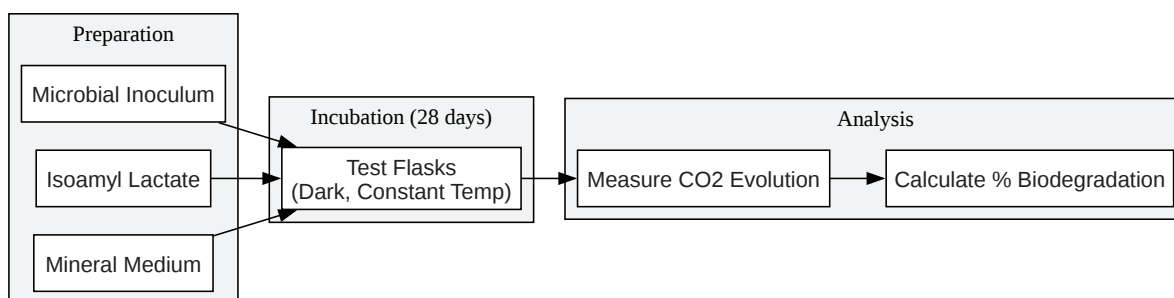 Preparation
Microbial Inoculum
Isoamyl Lactate
Mineral Medium
Incubation (28 days)
Test Flasks
(Dark, Constant Temp)
Analysis
Measure CO2 Evolution
Calculate % Biodegradation